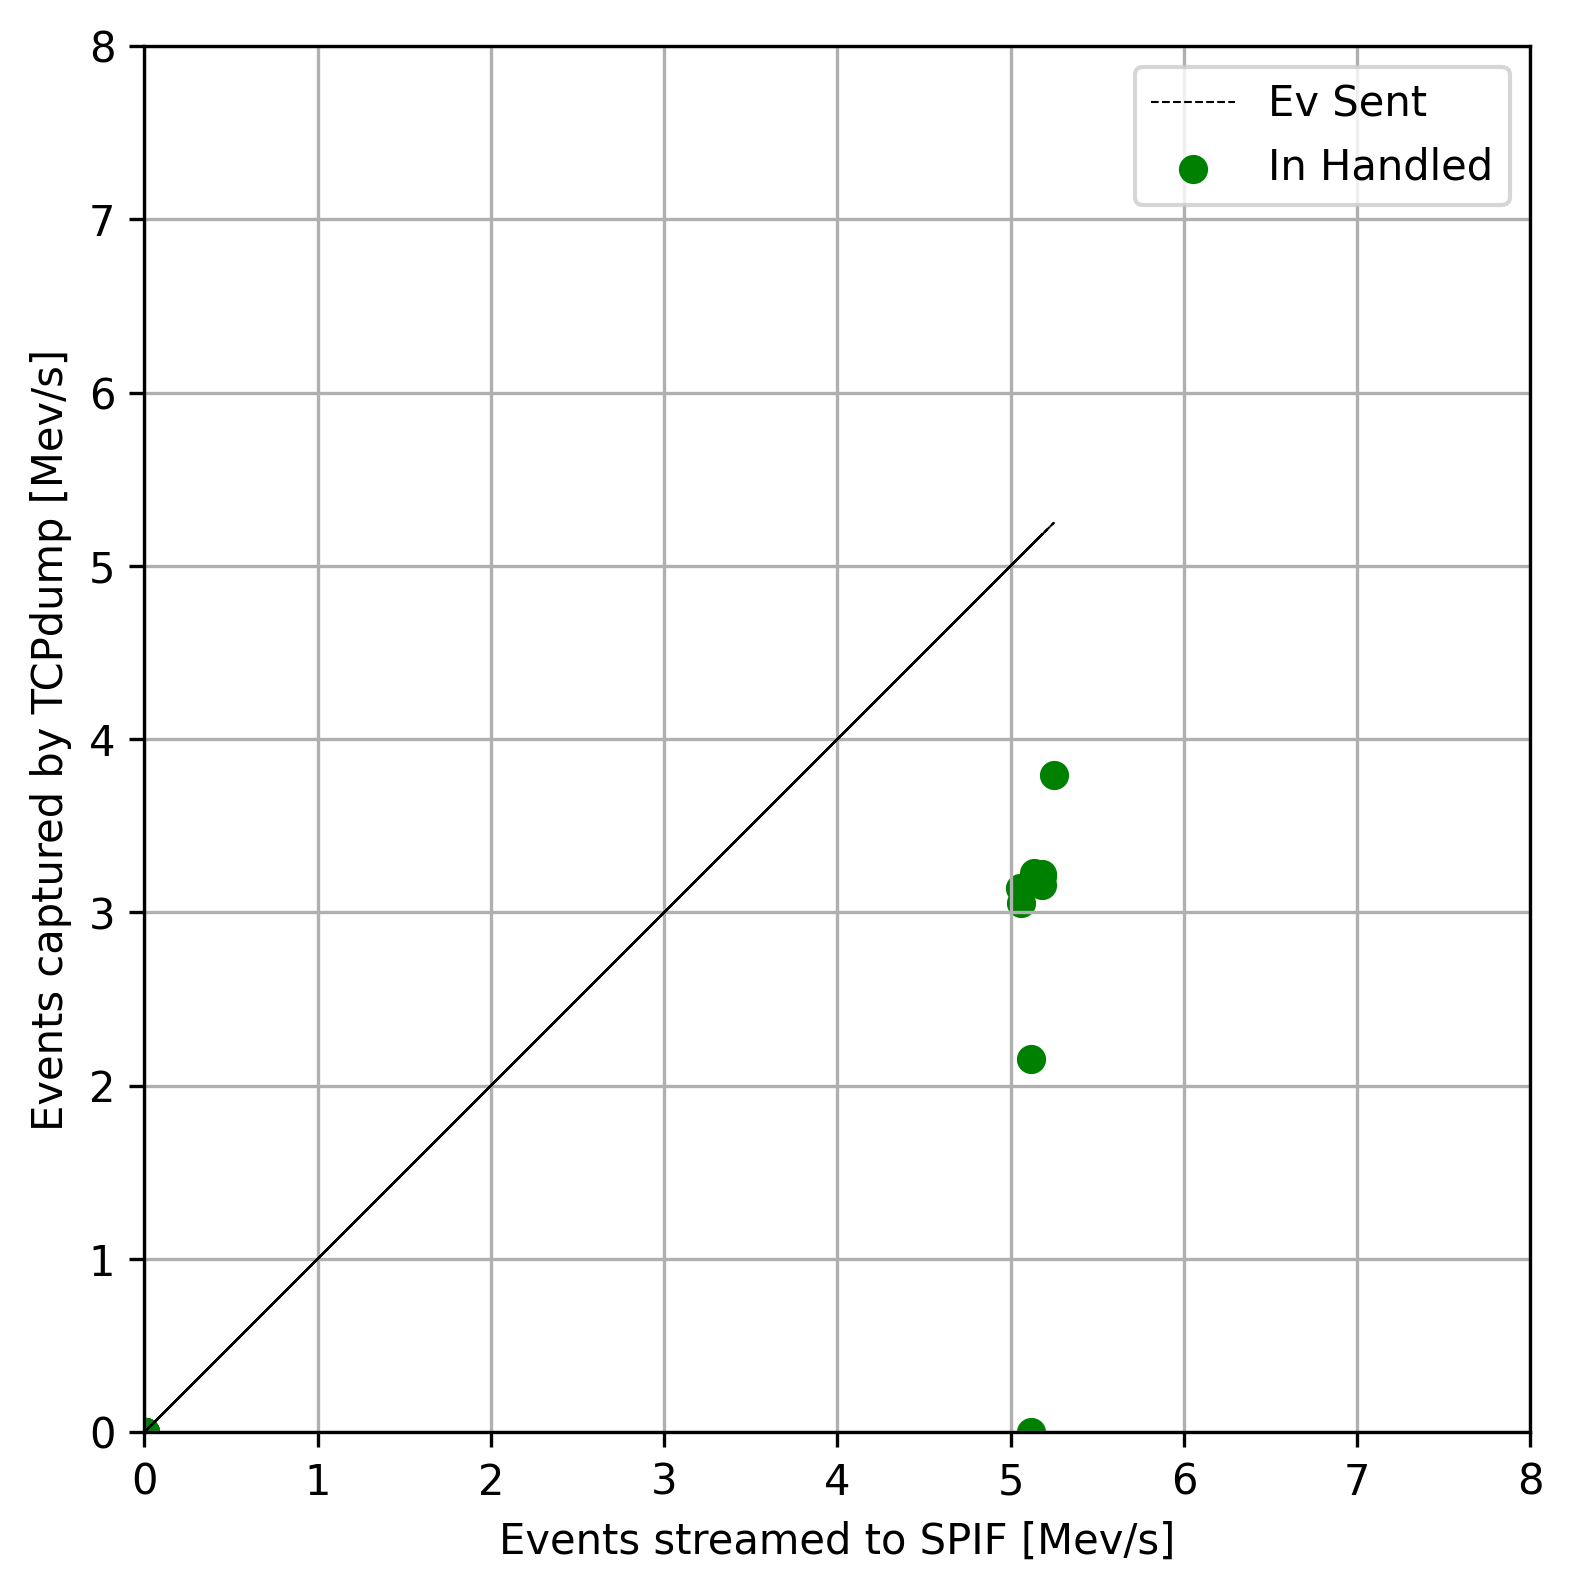 Events captured by TCPdump [Mev/s]
8
7
6
5
4
3
2
1
0
Ev Sent
In Handled
0 1 2 3 4 5 6 7 8
Events streamed to SPIF [Mev/s]